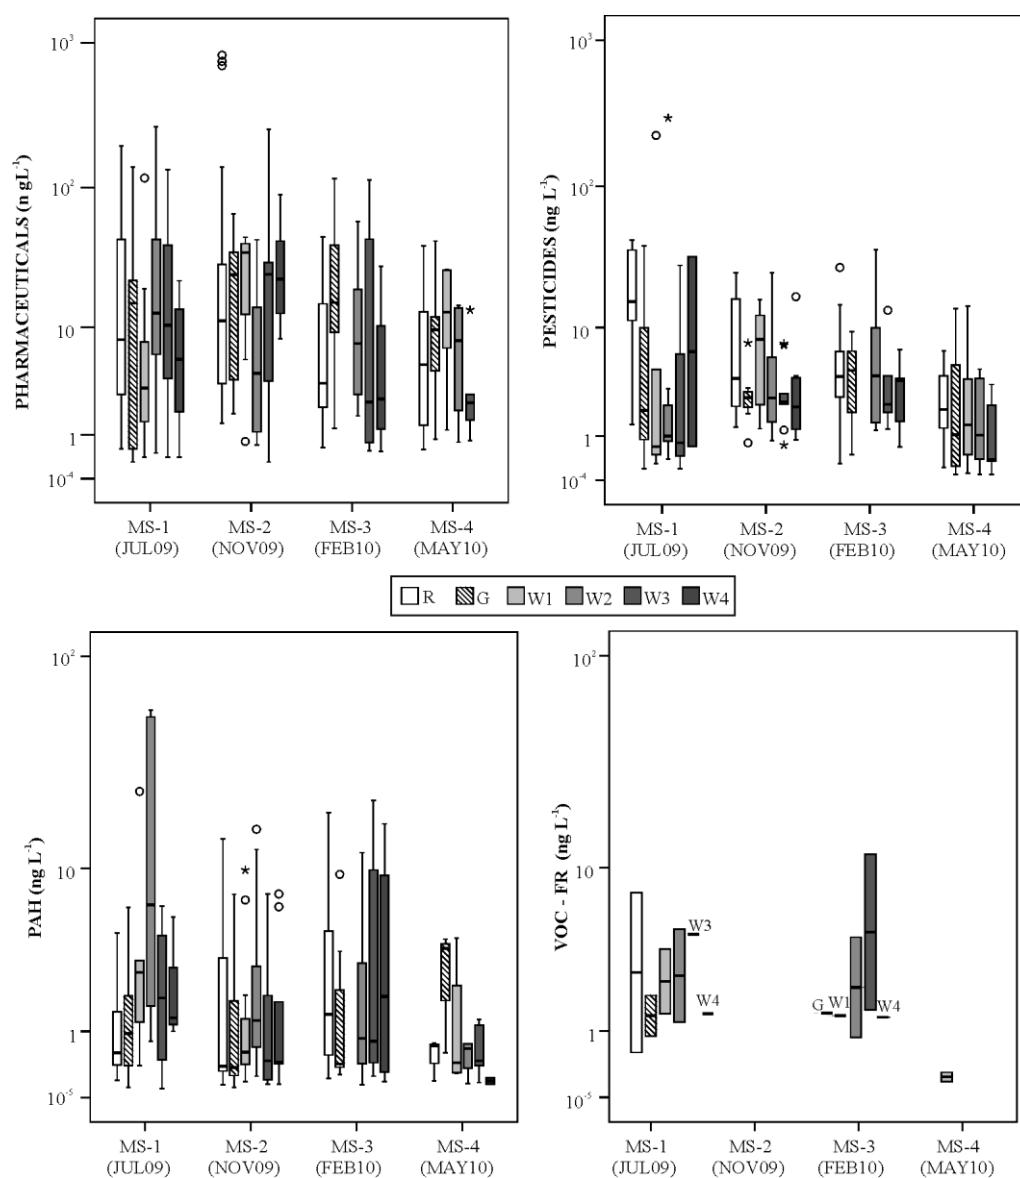 PHARMACEUTICALS (n gL⁻¹)
10³
10²
10
1
10⁻⁴
MS-1 MS-2 MS-3 MS-4
(JUL09) (NOV09) (FEB10) (MAY10)
PESTICIDES (ng L⁻¹)
10³
10²
10
1
10⁻⁴
MS-1 MS-2 MS-3 MS-4
(JUL09) (NOV09) (FEB10) (MAY10)
R G W1 W2 W3 W4
PAH (ng L⁻¹)
10²
10
1
10⁻⁵
MS-1 MS-2 MS-3 MS-4
(JUL09) (NOV09) (FEB10) (MAY10)
VOC - FR (ng L⁻¹)
10²
10
1
10⁻⁵
W3
W4
G W1 W4
MS-1 MS-2 MS-3 MS-4
(JUL09) (NOV09) (FEB10) (MAY10)